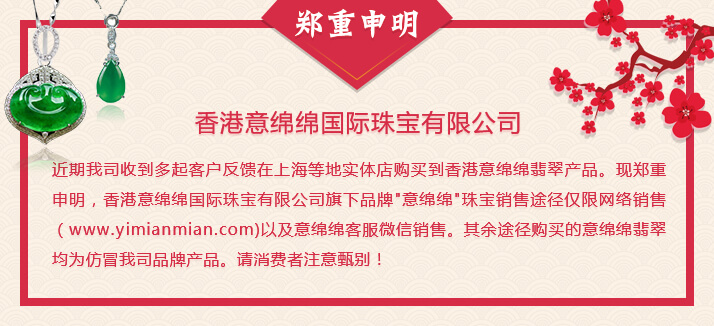 郑重申明
香港意绵绵国际珠宝有限公司
近期我司收到多起客户反馈在上海等地实体店购买到香港意绵绵翡翠产品。现郑重
申明，香港意绵绵国际珠宝有限公司旗下品牌"意绵绵"珠宝销售途径仅限网络销售
（www.yimianmian.com)以及意绵绵客服微信销售。其余途径购买的意绵绵翡翠
均为仿冒我司品牌产品。请消费者注意甄别！